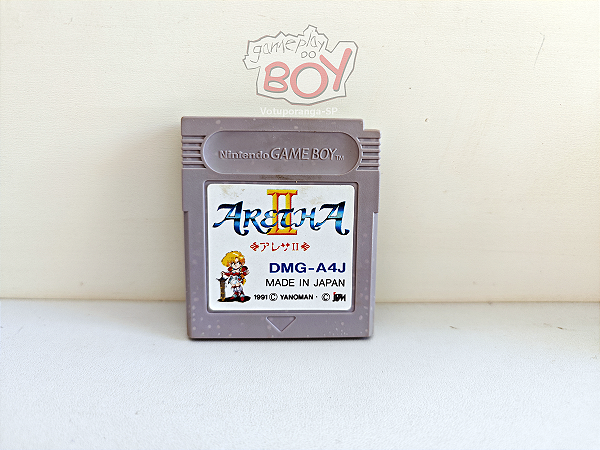 gameplay
BOY
Votuporanga-SP
Nintendo GAME BOY TM
ARETHA II
アレサII
DMG-A4J
MADE IN JAPAN
1991 © YANOMAN · ©